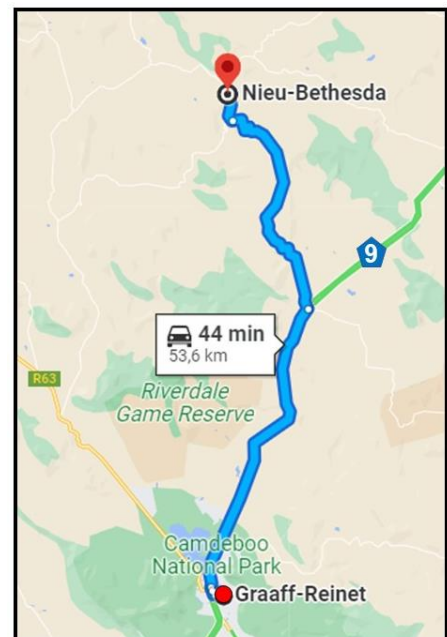 Nieu-Bethesda
9
44 min
53,6 km
R63
Riverdale
Game Reserve
Camdeboo
National Park
Graaff-Reinet